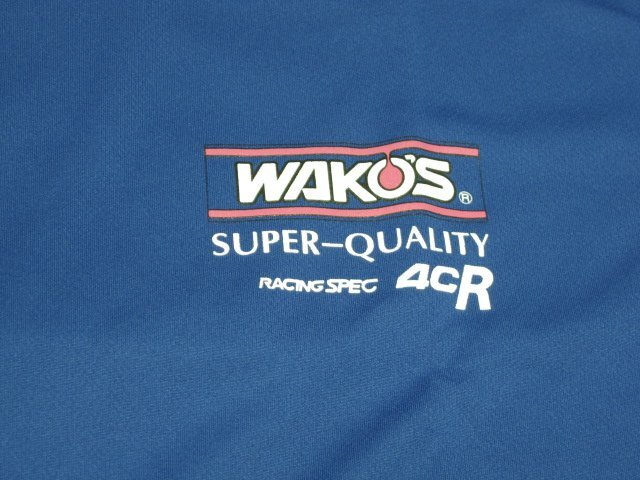 WAKO'S ®
SUPER-QUALITY
RACING SPEC 4CR